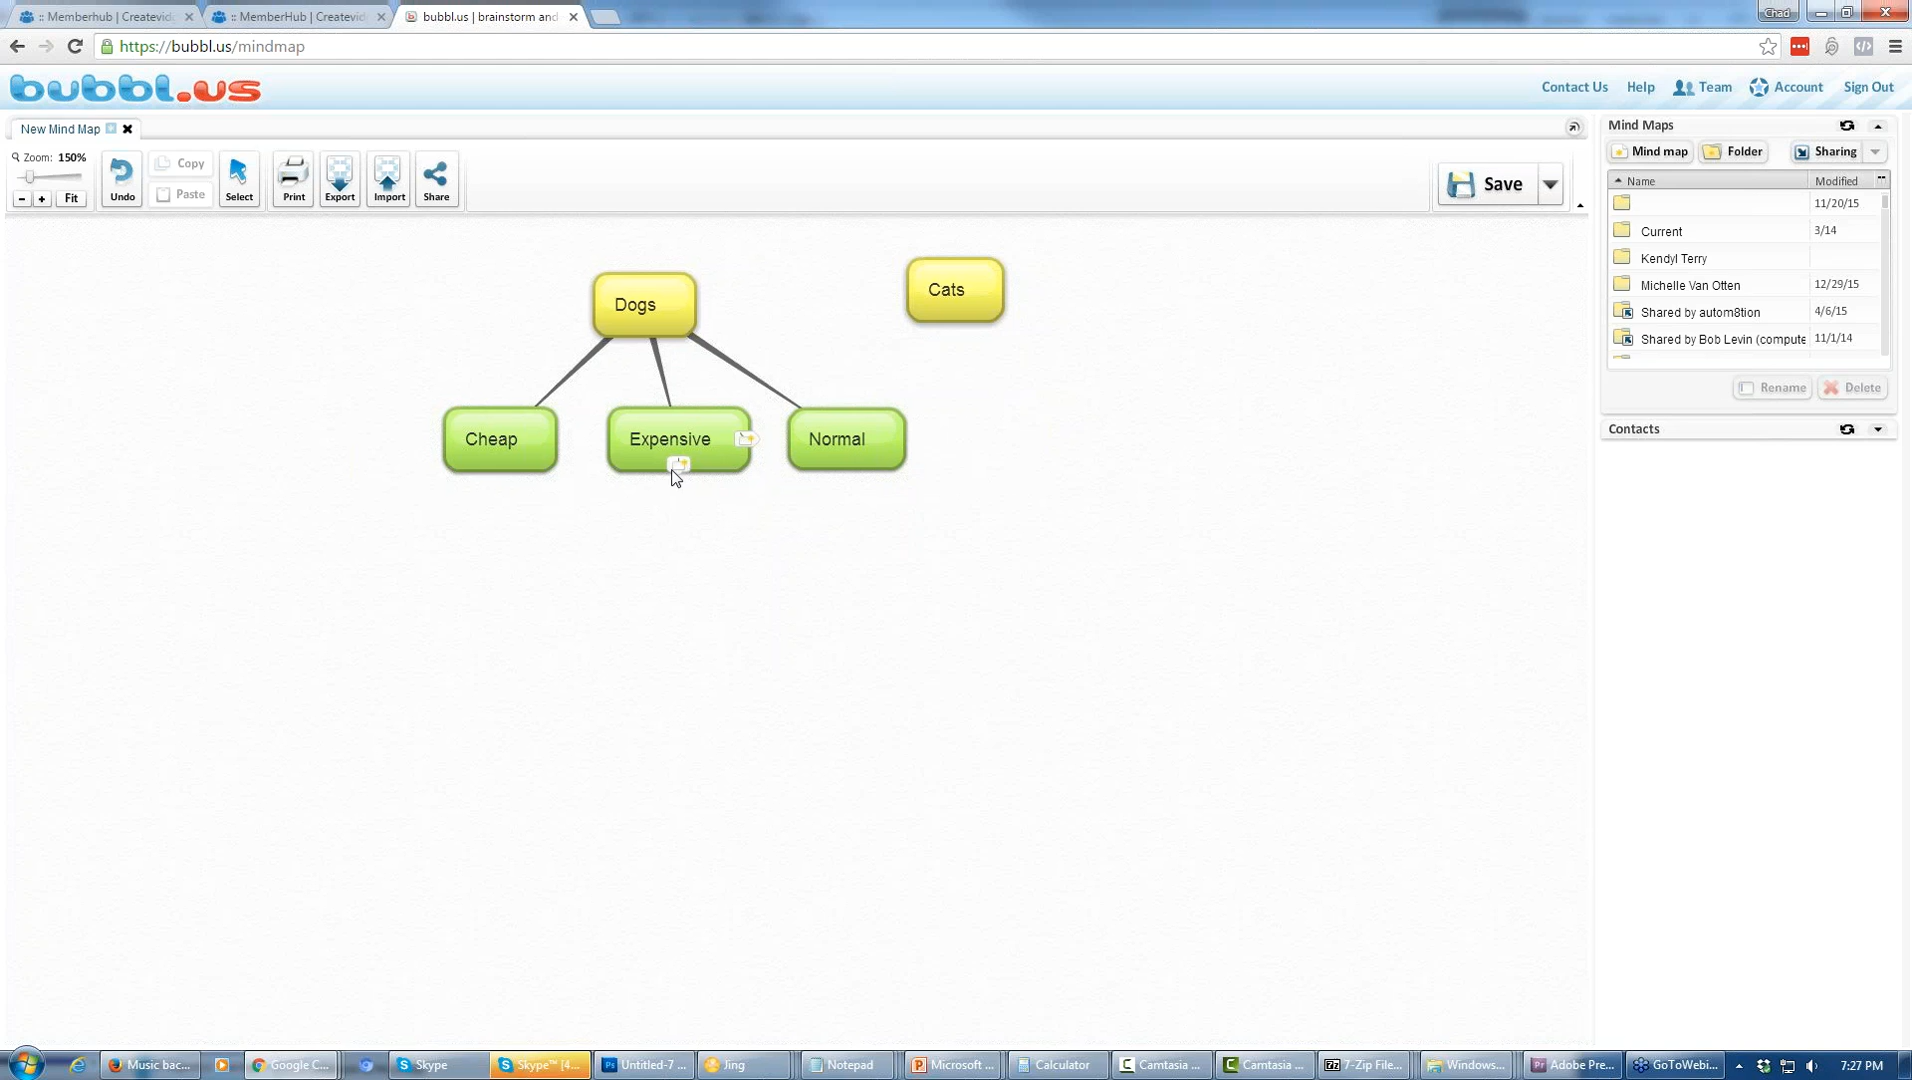 :: Memberhub | Createvid
:: MemberHub | Createvid
bubbl.us | brainstorm and
Chad
https://bubbl.us/mindmap
bubbl.us
Contact Us
Help
Team
Account
Sign Out
New Mind Map
Zoom: 150%
Fit
Undo
Copy
Paste
Select
Print
Export
Import
Share
Save
Mind Maps
Mind map
Folder
Sharing
Name
Modified
11/20/15
Current 3/14
Kendyl Terry
Michelle Van Otten 12/29/15
Shared by autom8tion 4/6/15
Shared by Bob Levin (compute 11/1/14
Rename
Delete
Contacts
Dogs
Cats
Cheap
Expensive
Normal
Music bac...
Google C...
Skype
Skype™ [4...
Untitled-7 ...
Jing
Notepad
Microsoft ...
Calculator
Camtasia ...
Camtasia ...
7-Zip File...
Windows...
Adobe Pre...
GoToWebi...
7:27 PM